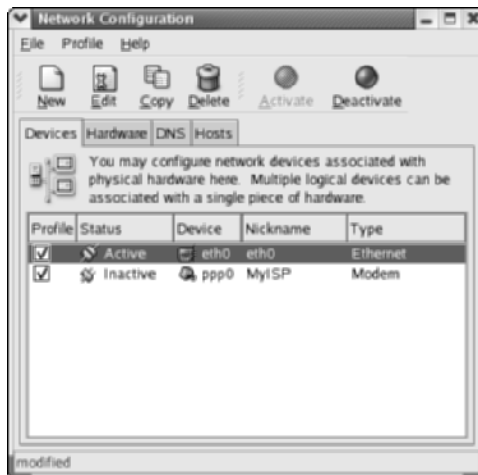 Network Configuration
File Profile Help
New Edit Copy Delete Activate Deactivate
Devices Hardware DNS Hosts
You may configure network devices associated with
physical hardware here. Multiple logical devices can be
associated with a single piece of hardware.
Profile Status Device Nickname Type
Active eth0 eth0 Ethernet
Inactive ppp0 MyISP Modem
modified